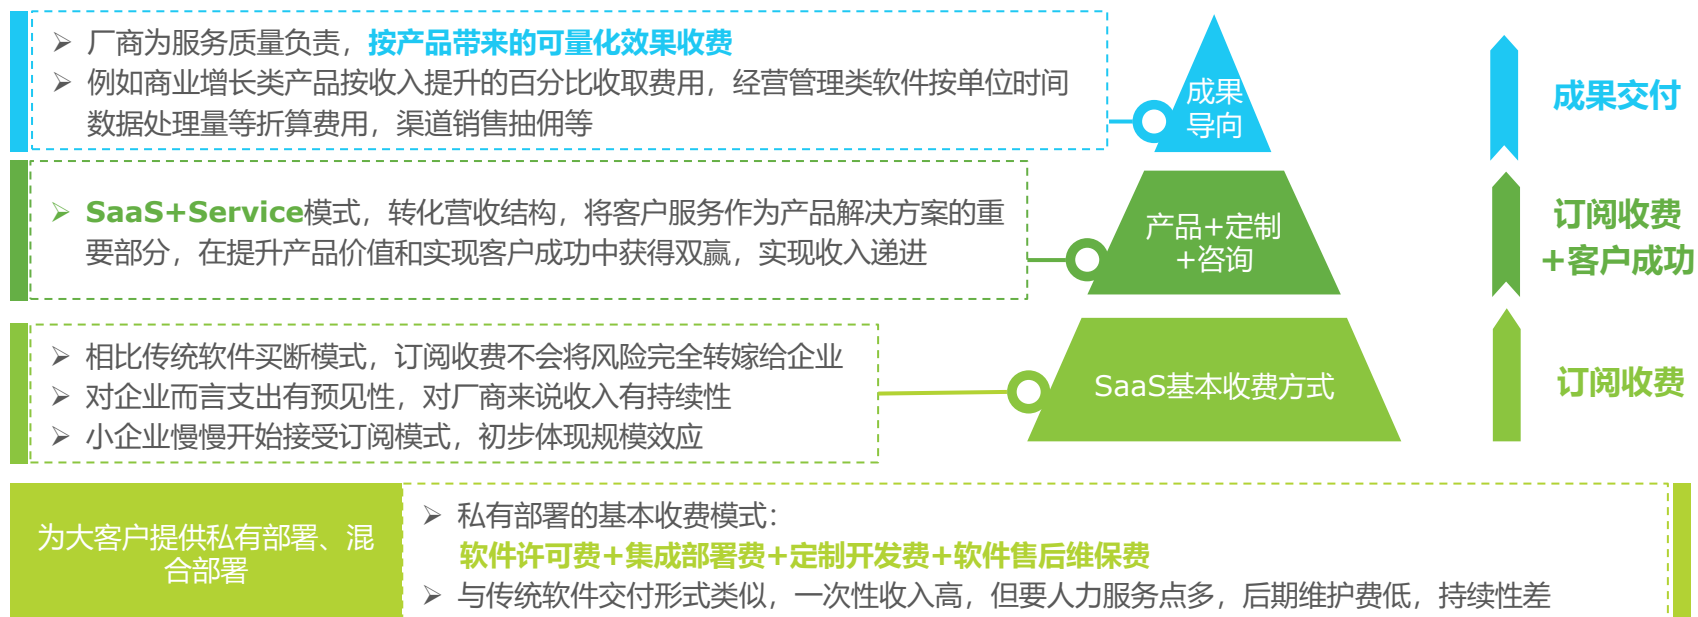 厂商为服务质量负责，按产品带来的可量化效果收费
例如商业增长类产品按收入提升的百分比收取费用，经营管理类软件按单位时间
数据处理量等折算费用，渠道销售抽佣等
成果
导向
成果交付
SaaS+Service模式，转化营收结构，将客户服务作为产品解决方案的重
要部分，在提升产品价值和实现客户成功中获得双赢，实现收入递进
产品+定制
+咨询
订阅收费
+客户成功
相比传统软件买断模式，订阅收费不会将风险完全转嫁给企业
对企业而言支出有预见性，对厂商来说收入有持续性
小企业慢慢开始接受订阅模式，初步体现规模效应
SaaS基本收费方式
订阅收费
为大客户提供私有部署、混
合部署
私有部署的基本收费模式：
软件许可费+集成部署费+定制开发费+软件售后维保费
与传统软件交付形式类似，一次性收入高，但要人力服务点多，后期维护费低，持续性差